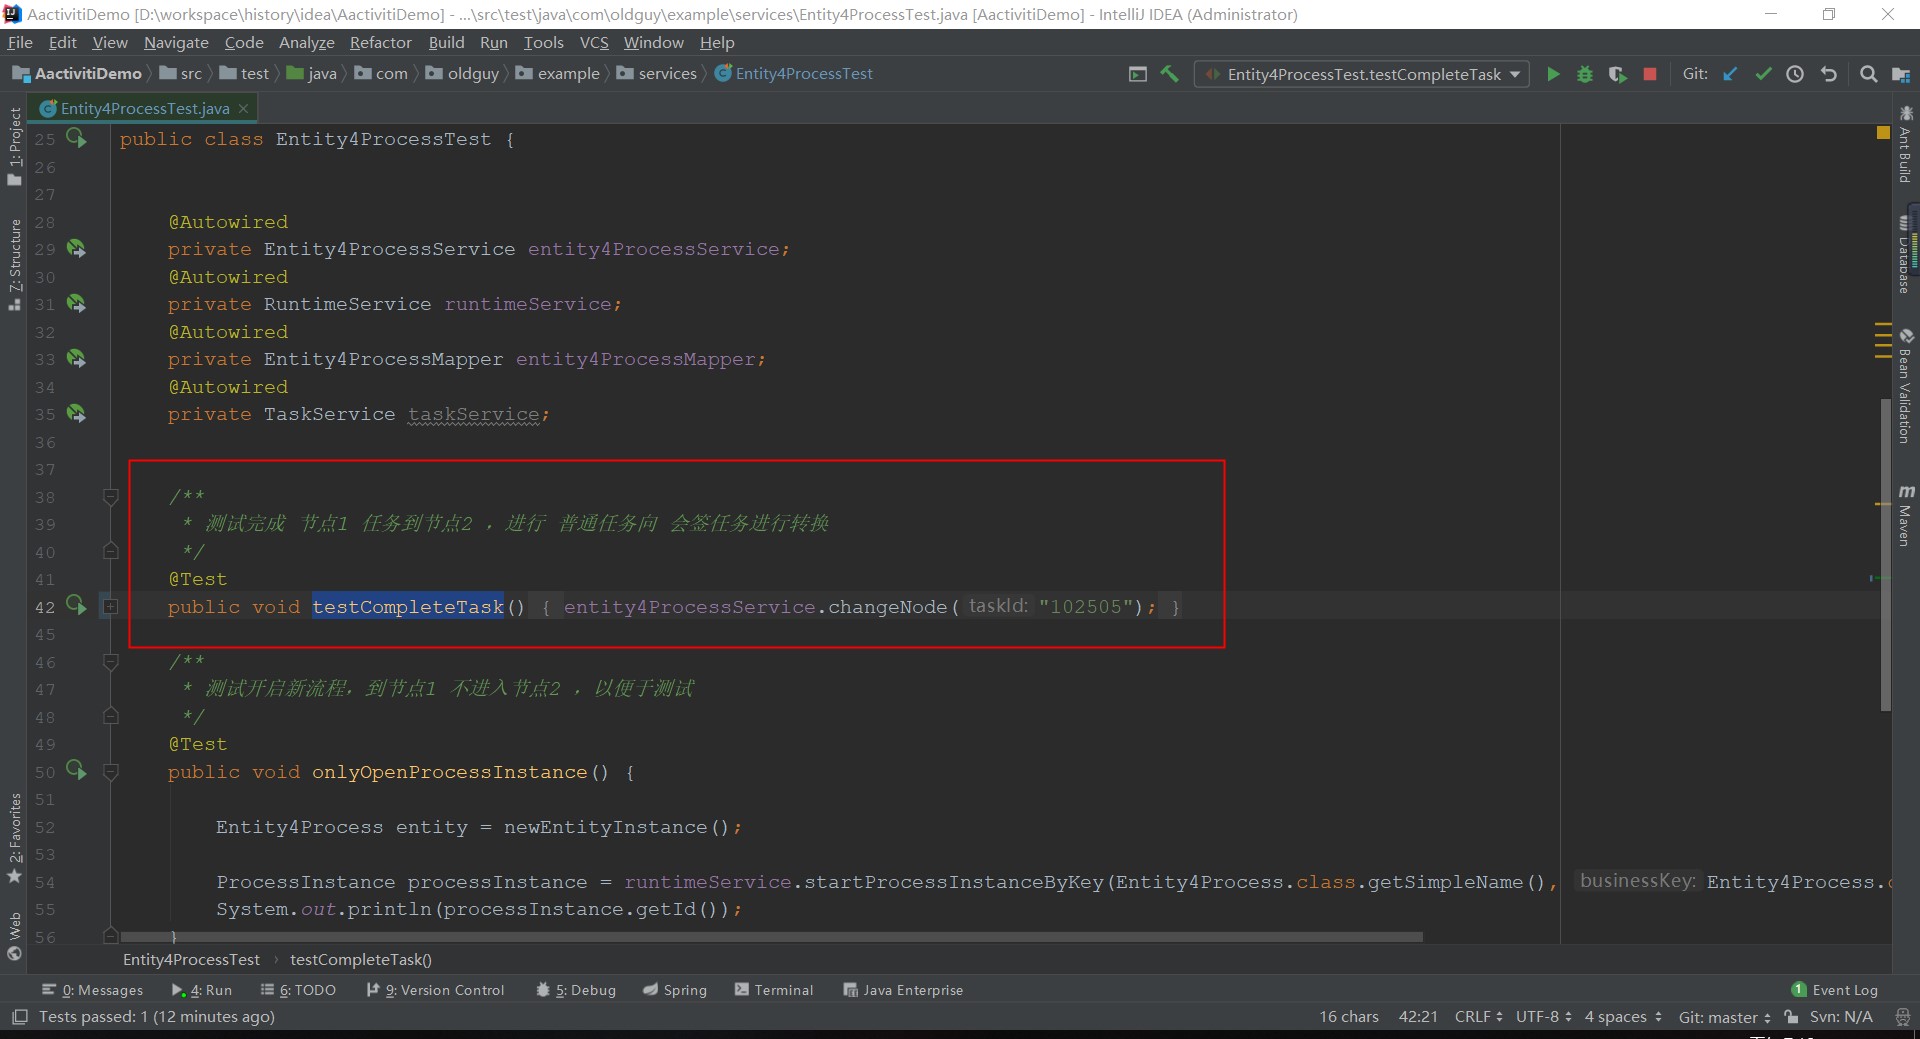 AactivitiDemo [D:\workspace\history\idea\AactivitiDemo] - ...\src\test\java\com\oldguy\example\services\Entity4ProcessTest.java [AactivitiDemo] - IntelliJ IDEA (Administrator)
File Edit View Navigate Code Analyze Refactor Build Run Tools VCS Window Help
AactivitiDemo src test java com oldguy example services Entity4ProcessTest Entity4ProcessTest.testCompleteTask Git:
Entity4ProcessTest.java
1: Project
7: Structure
2: Favorites
Web
25 public class Entity4ProcessTest {
26
27
28 @Autowired
29 private Entity4ProcessService entity4ProcessService;
30 @Autowired
31 private RuntimeService runtimeService;
32 @Autowired
33 private Entity4ProcessMapper entity4ProcessMapper;
34 @Autowired
35 private TaskService taskService;
36
37
38 /**
39 * 测试完成 节点1 任务到节点2 ，进行 普通任务向 会签任务进行转换
40 */
41 @Test
42 public void testCompleteTask() { entity4ProcessService.changeNode( taskId: "102505"); }
45
46 /**
47 * 测试开启新流程，到节点1 不进入节点2 ，以便于测试
48 */
49 @Test
50 public void onlyOpenProcessInstance() {
51
52 Entity4Process entity = newEntityInstance();
53
54 ProcessInstance processInstance = runtimeService.startProcessInstanceByKey(Entity4Process.class.getSimpleName(), businessKey: Entity4Process.c
55 System.out.println(processInstance.getId());
56 }
Ant Build
Database
Bean Validation
Maven
Entity4ProcessTest › testCompleteTask()
0: Messages 4: Run 6: TODO 9: Version Control 5: Debug Spring Terminal Java Enterprise 1 Event Log
Tests passed: 1 (12 minutes ago) 16 chars 42:21 CRLF UTF-8 4 spaces Git: master Svn: N/A